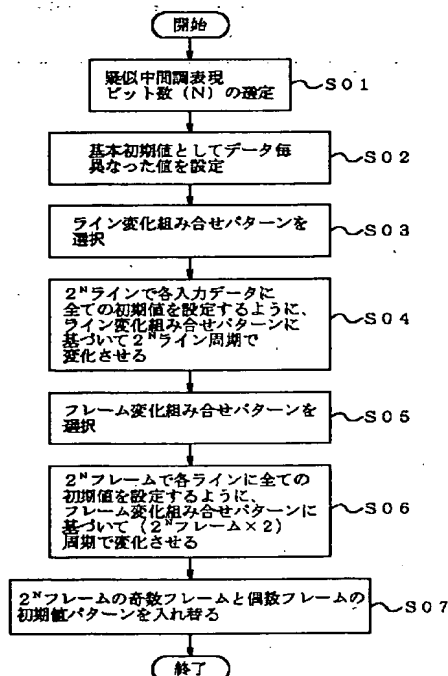 開始
疑似中間調表現
ビット数（N）の選定
S01
基本初期値としてデータ毎
異なった値を設定
S02
ライン変化組み合せパターンを
選択
S03
2ᴺラインで各入力データに
全ての初期値を設定するように、
ライン変化組み合せパターンに
基づいて2ᴺライン周期で
変化させる
S04
フレーム変化組み合せパターンを
選択
S05
2ᴺフレームで各ラインに全ての
初期値を設定するように、
フレーム変化組み合せパターンに
基づいて（2ᴺフレーム×2）
周期で変化させる
S06
2ᴺフレームの奇数フレームと偶数フレームの
初期値パターンを入れ替る
S07
終了